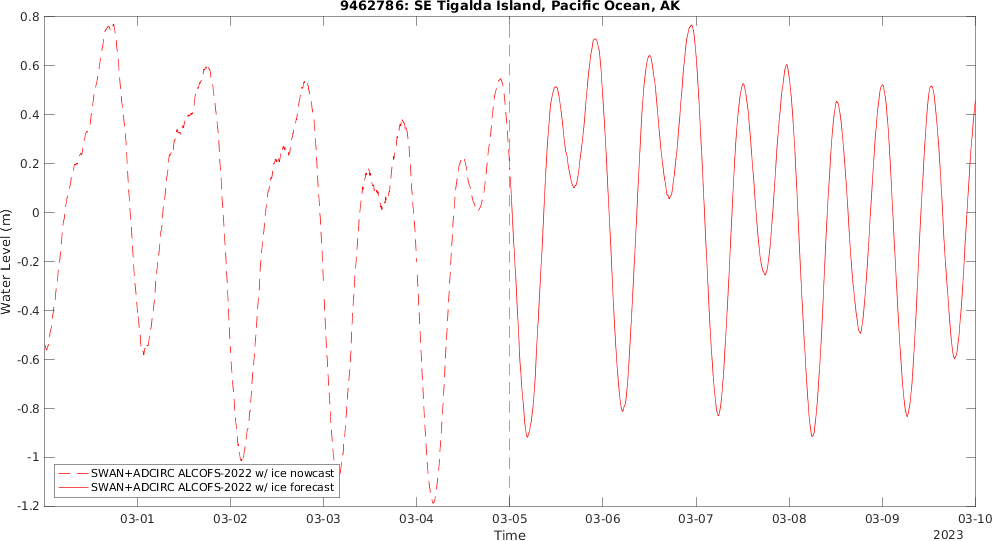 9462786: SE Tigalda Island, Pacific Ocean, AK
0.8
0.6
0.4
0.2
0
-0.2
-0.4
-0.6
-0.8
-1
-1.2
Water Level (m)
SWAN+ADCIRC ALCOFS-2022 w/ ice nowcast
SWAN+ADCIRC ALCOFS-2022 w/ ice forecast
03-01 03-02 03-03 03-04 03-05 03-06 03-07 03-08 03-09 03-10
Time
2023